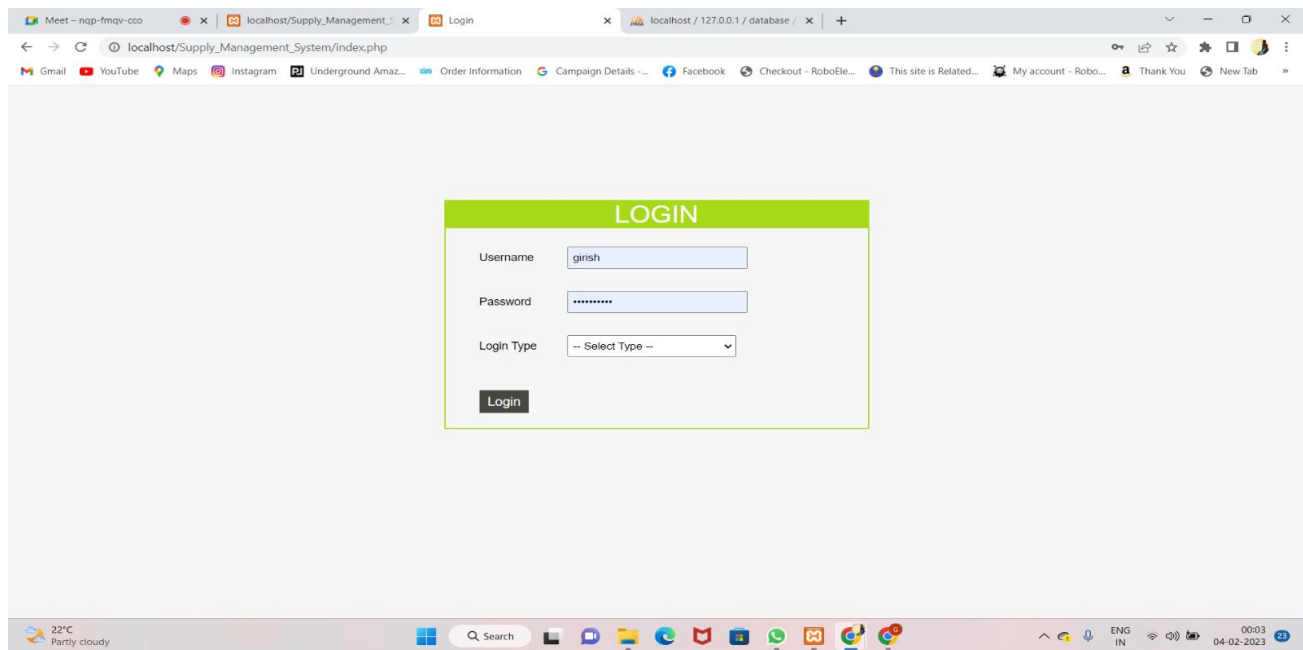 Meet – nqp-fmqv-cco
localhost/Supply_Management_S
Login
localhost / 127.0.0.1 / database /
localhost/Supply_Management_System/index.php
Gmail YouTube Maps Instagram Underground Amaz... Order Information Campaign Details -... Facebook Checkout - RoboEle... This site is Related... My account - Robo... Thank You New Tab »
LOGIN
Username girish
Password ••••••••••
Login Type -- Select Type --
Login
22°C
Partly cloudy
Search
ENG
IN
00:03
04-02-2023
23